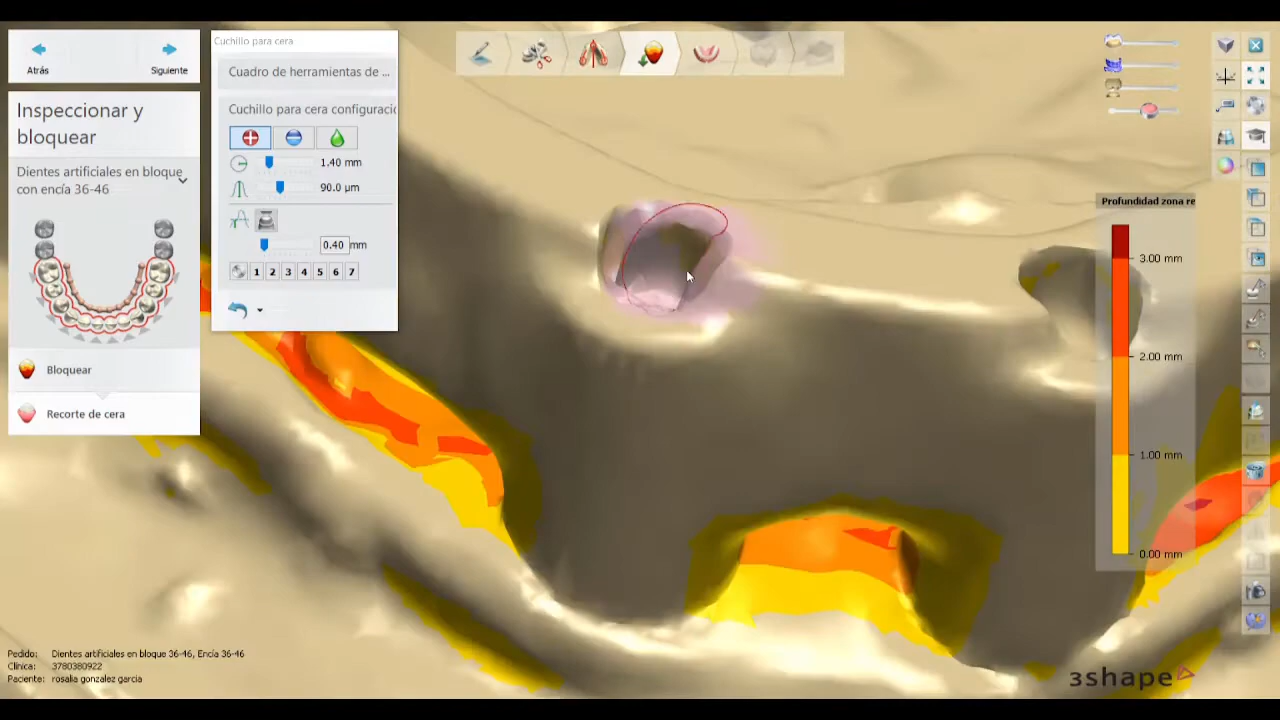 Atrás
Siguiente
Inspeccionar y
bloquear
Dientes artificiales en bloque
con encía 36-46
Bloquear
Recorte de cera
Cuchillo para cera
Cuadro de herramientas de ...
Cuchillo para cera configuració
1.40 mm
90.0 µm
0.40 mm
1 2 3 4 5 6 7
Profundidad zona re
3.00 mm
2.00 mm
1.00 mm
0.00 mm
Pedido: Dientes artificiales en bloque 36-46, Encía 36-46
Clínica: 3780380922
Paciente: rosalia gonzalez garcia
3shape